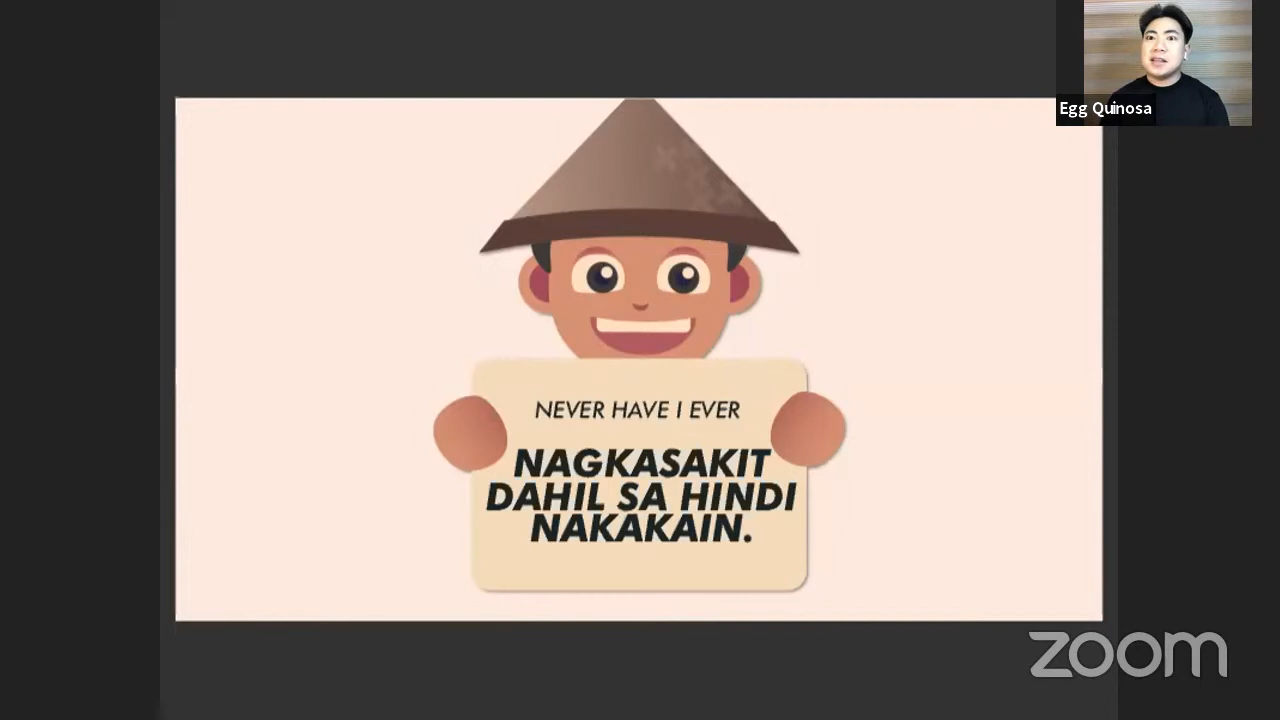 Egg Quinosa
NEVER HAVE I EVER
NAGKASAKIT
DAHIL SA HINDI
NAKAKAIN.
zoom